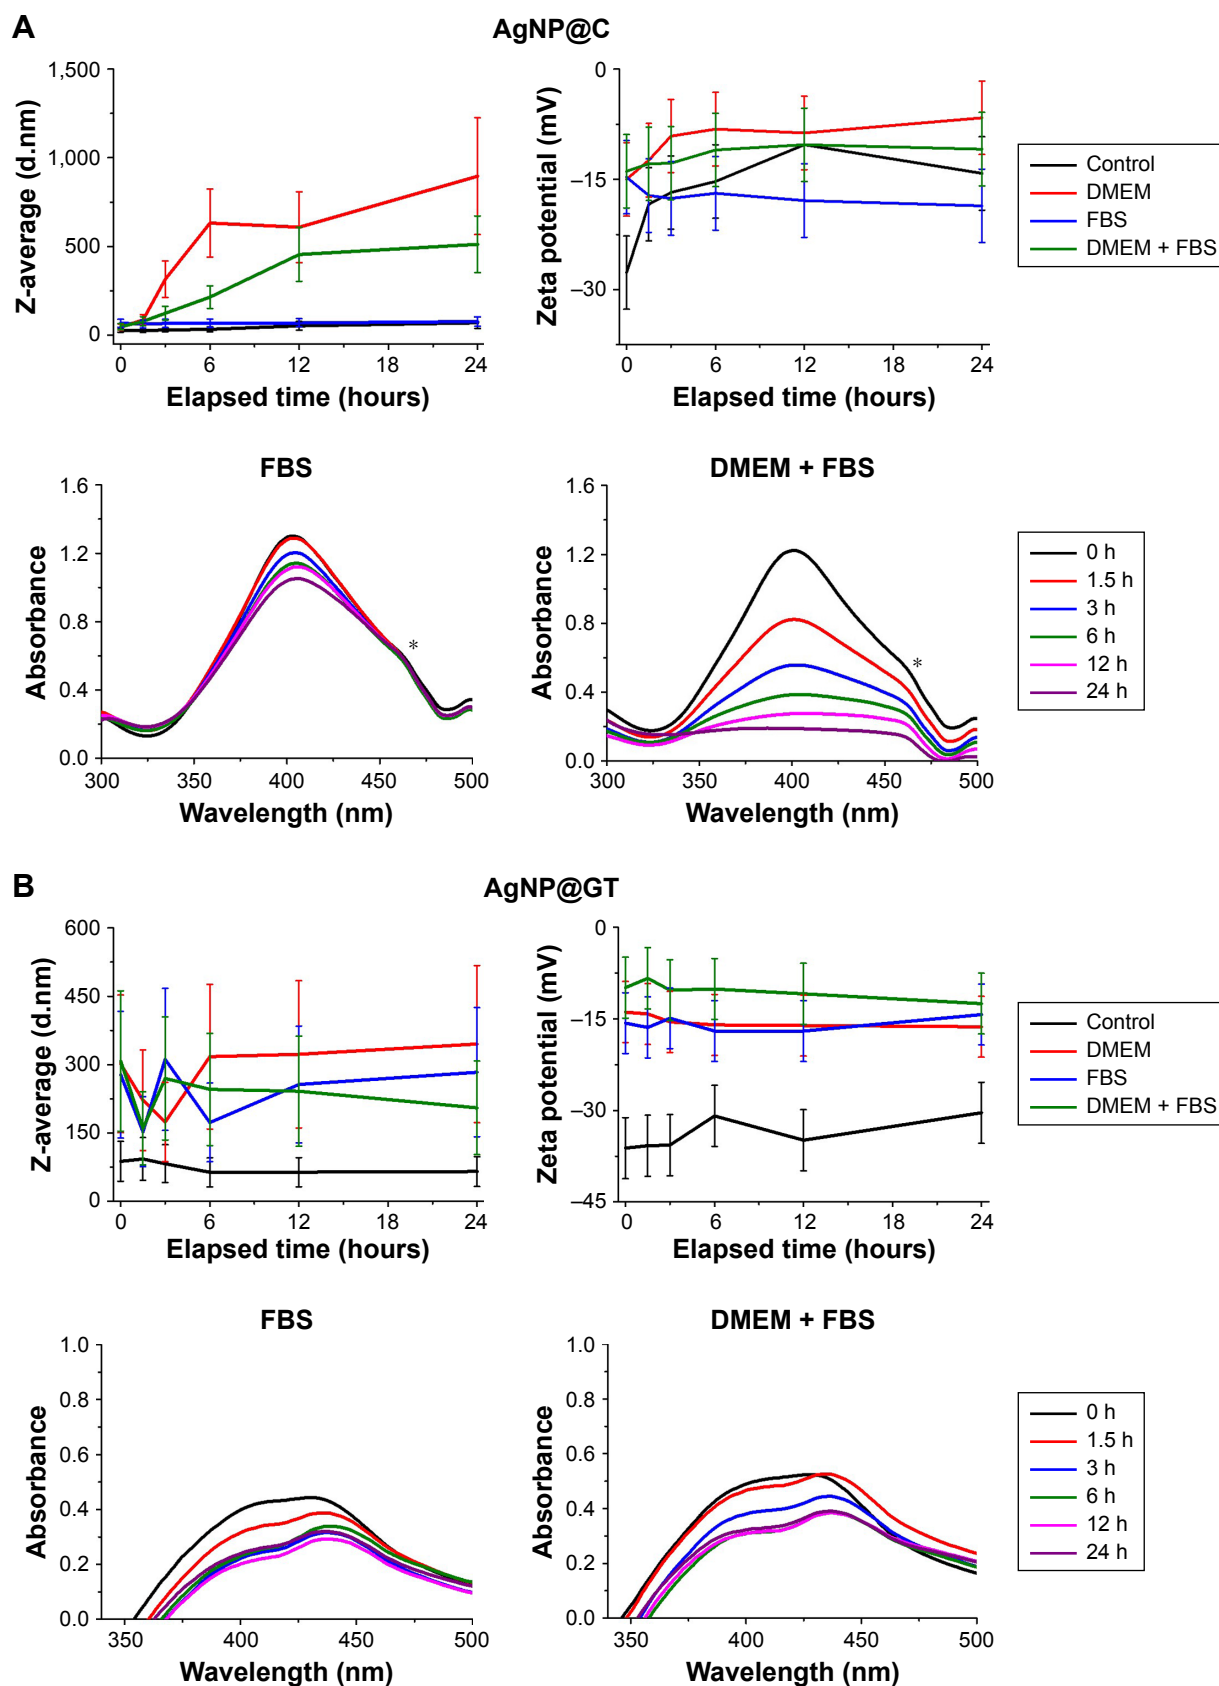 A
AgNP@C
Z-average (d.nm)
1,500
1,000
500
0
0 6 12 24
Elapsed time (hours)
Zeta potential (mV)
0
–15
–30
0 6 12 24
Elapsed time (hours)
Control
DMEM
FBS
DMEM + FBS
FBS
Absorbance
1.6
1.2
0.8
0.4
0.0
*
300 350 400 450 500
Wavelength (nm)
DMEM + FBS
Absorbance
1.6
1.2
0.8
0.4
0.0
*
300 350 400 450 500
Wavelength (nm)
0 h
1.5 h
3 h
6 h
12 h
24 h
B
AgNP@GT
Z-average (d.nm)
600
450
300
150
0
0 6 12 24
Elapsed time (hours)
Zeta potential (mV)
0
–15
–30
–45
0 6 12 24
Elapsed time (hours)
Control
DMEM
FBS
DMEM + FBS
FBS
Absorbance
1.0
0.8
0.6
0.4
0.2
0.0
350 400 450 500
Wavelength (nm)
DMEM + FBS
Absorbance
1.0
0.8
0.6
0.4
0.2
0.0
350 400 450 500
Wavelength (nm)
0 h
1.5 h
3 h
6 h
12 h
24 h